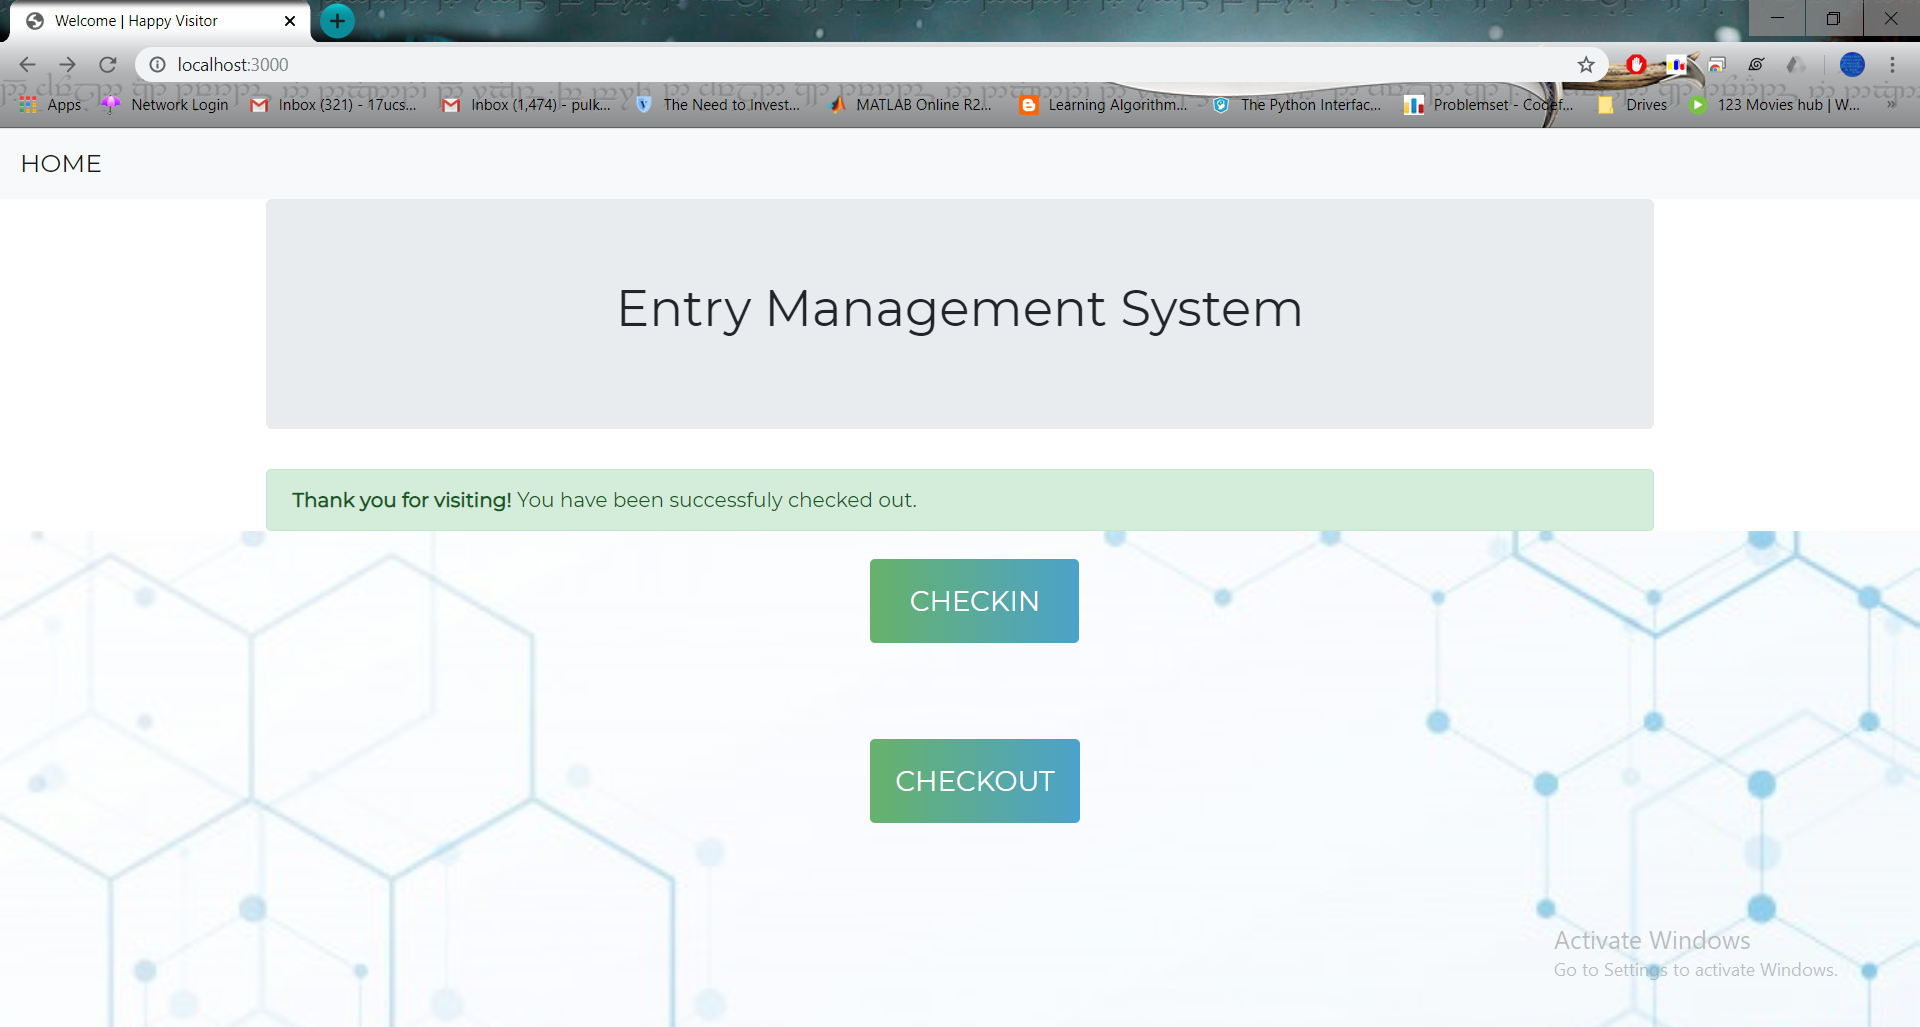 Welcome | Happy Visitor
localhost:3000
Apps Network Login Inbox (321) - 17ucs... Inbox (1,474) - pulk... The Need to Invest... MATLAB Online R2... Learning Algorithm... The Python Interfac... Problemset - Codef... Drives 123 Movies hub | W... »
HOME
Entry Management System
Thank you for visiting! You have been successfuly checked out.
CHECKIN
CHECKOUT
Activate Windows
Go to Settings to activate Windows.